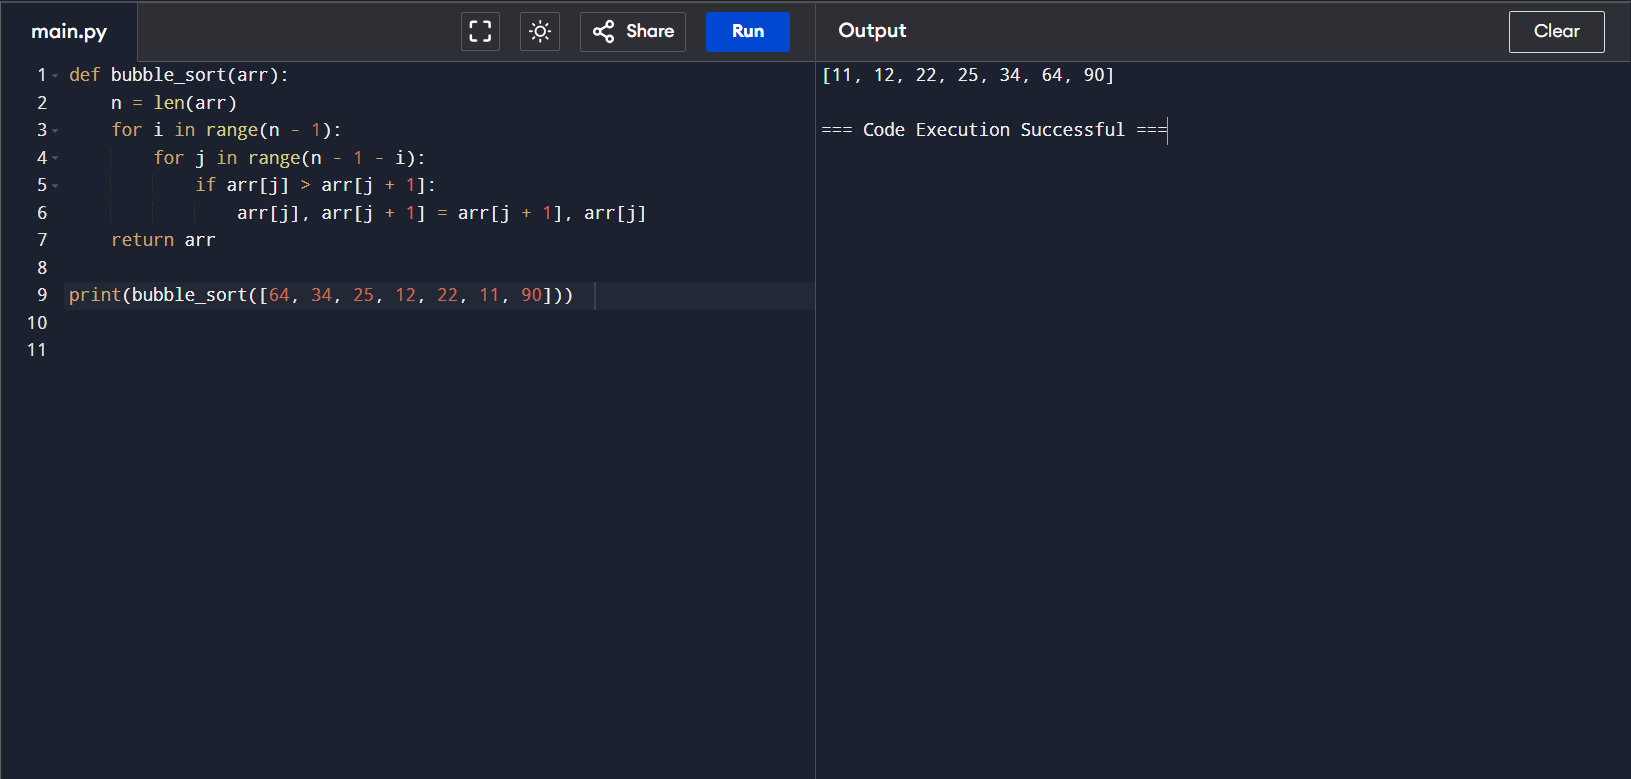 main.py Share Run Output Clear
1 def bubble_sort(arr):
2     n = len(arr)
3     for i in range(n - 1):
4         for j in range(n - 1 - i):
5             if arr[j] > arr[j + 1]:
6                 arr[j], arr[j + 1] = arr[j + 1], arr[j]
7     return arr
8
9 print(bubble_sort([64, 34, 25, 12, 22, 11, 90]))
10
11
[11, 12, 22, 25, 34, 64, 90]
=== Code Execution Successful ===